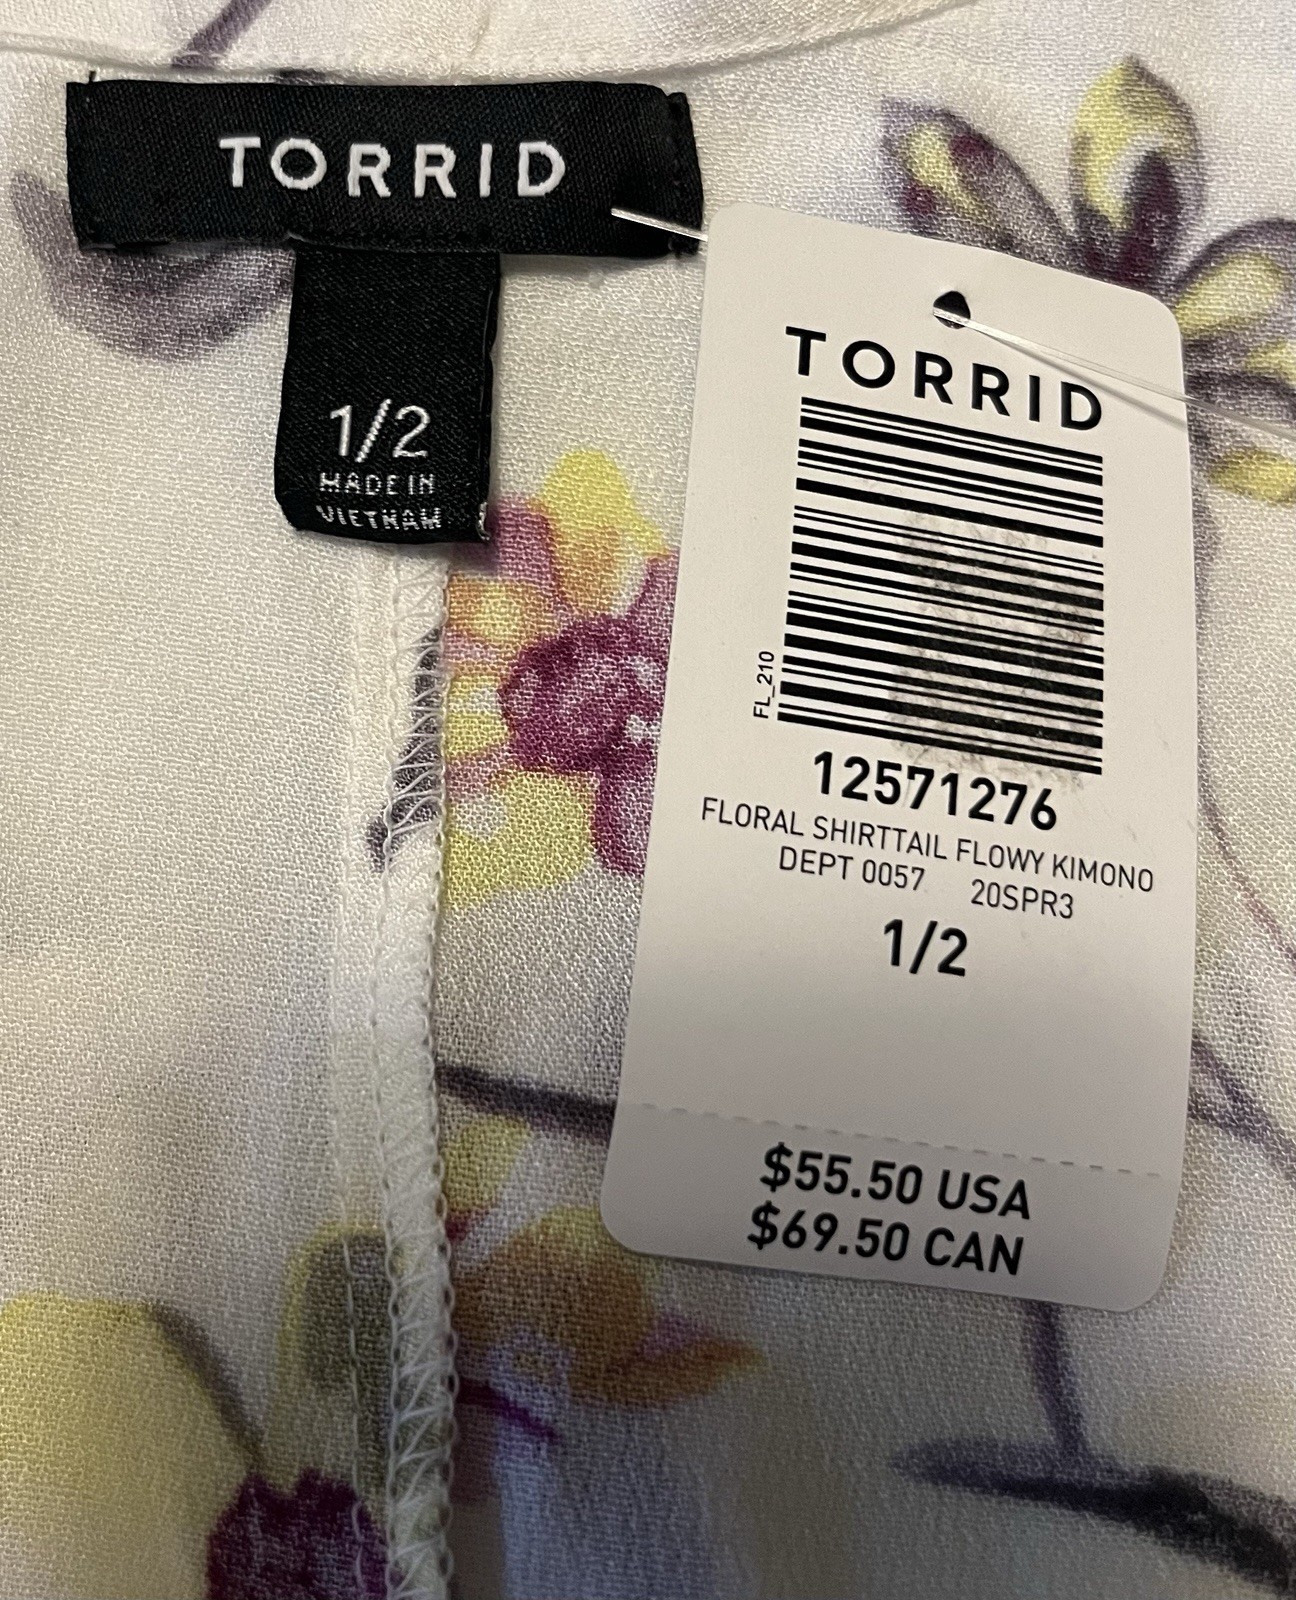 TORRID
1/2
MADE IN
VIETNAM
TORRID
FL_210
12571276
FLORAL SHIRTTAIL FLOWY KIMONO
DEPT 0057 20SPR3
1/2
$55.50 USA
$69.50 CAN